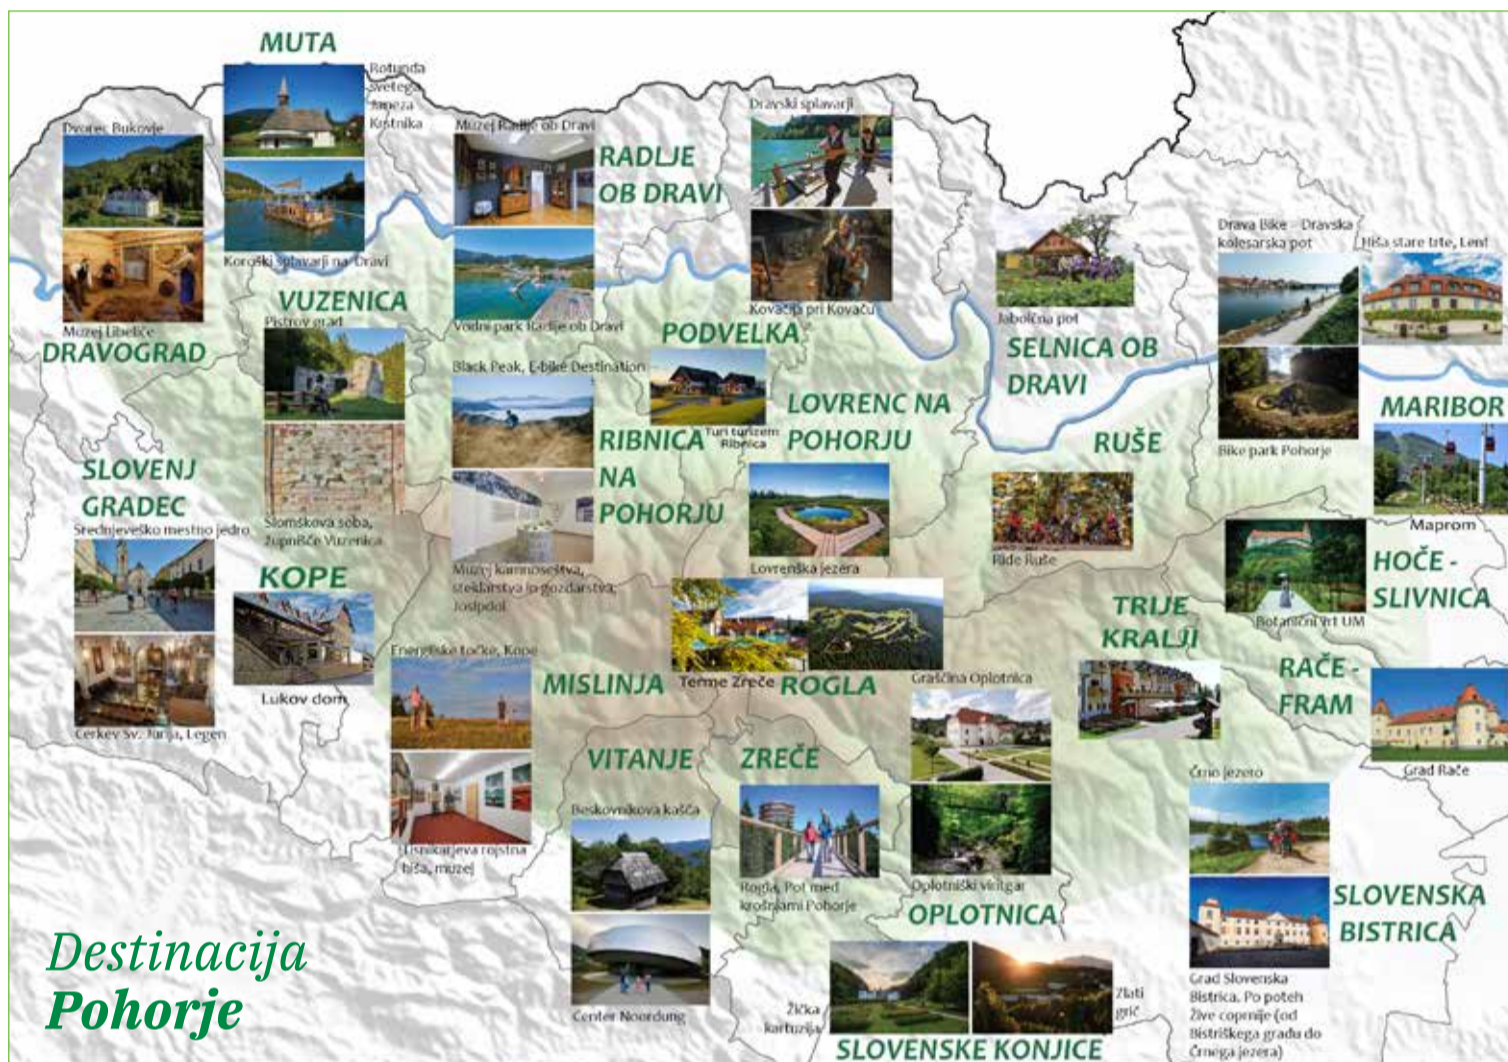 MUTA
Rotunda
svetega
Janeza
Krstnika
Koroški splavarji na Dravi
Dvorec Bukovje
Muzej Libeliče
DRAVOGRAD
Muzej Radlje ob Dravi
RADLJE
OB DRAVI
Vodni park Radlje ob Dravi
Dravski splavarji
Kovačija pri Kovaču
PODVELKA
VUZENICA
Pistrov grad
Slomškova soba,
župnišče Vuzenica
Black Peak, E-bike Destination
Muzej kamnoseštva,
steklarstva in gozdarstva,
Josipdol
RIBNICA
NA
POHORJU
Turi turizem
Ribnica
LOVRENC NA
POHORJU
Lovrenška jezera
Jabolčna pot
SELNICA OB
DRAVI
RUŠE
Ride Ruše
Drava Bike - Dravska
kolesarska pot
Hiša stare trte, Lent
Bike park Pohorje
MARIBOR
Maprom
SLOVENJ
GRADEC
Srednjeveško mestno jedro
Cerkev Sv. Jurija, Legen
KOPE
Lukov dom
Energijske točke, Kope
MISLINJA
Tisnikarjeva rojstna
hiša, muzej
Terme Zreče
ROGLA
HOČE -
SLIVNICA
Botanični vrt UM
TRIJE
KRALJI
RAČE -
FRAM
Grad Rače
Graščina Oplotnica
Oplotniški vintgar
OPLOTNICA
VITANJE
Beskovnikova kašča
Center Noordung
ZREČE
Rogla, Pot med
krošnjami Pohorje
Črno jezero
SLOVENSKA
BISTRICA
Grad Slovenska
Bistrica. Po poteh
žive coprnije (od
Bistriškega gradu do
Črnega jezera)
Žička
kartuzija
Zlati
grič
SLOVENSKE KONJICE
Destinacija
Pohorje